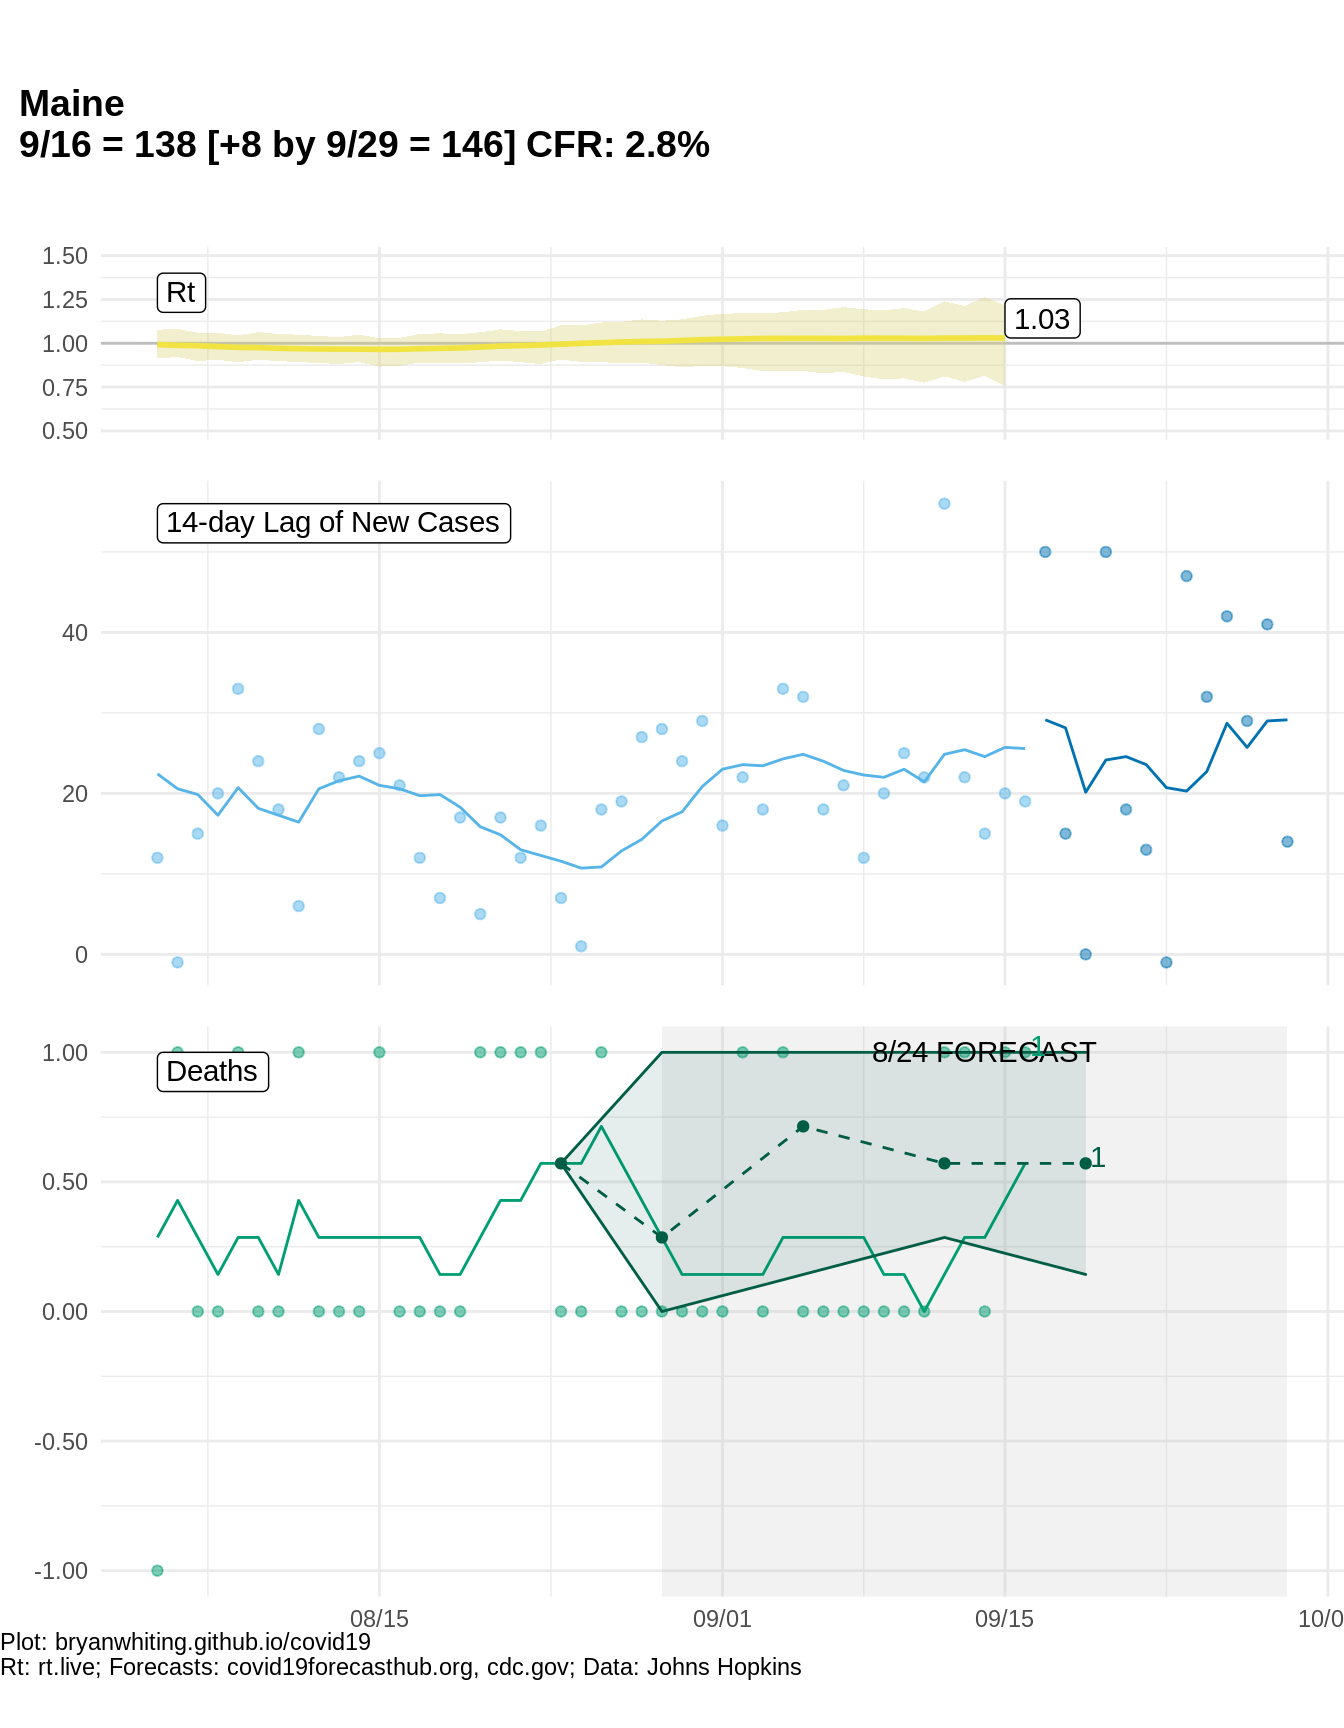 Maine
9/16 = 138 [+8 by 9/29 = 146] CFR: 2.8%
1.50
1.25
1.00
0.75
0.50
Rt
1.03
14-day Lag of New Cases
40
20
0
1.00
0.50
0.00
-0.50
-1.00
Deaths
8/24 FORECAST
1
1
08/15
09/01
09/15
10/0
Plot: bryanwhiting.github.io/covid19
Rt: rt.live; Forecasts: covid19forecasthub.org, cdc.gov; Data: Johns Hopkins